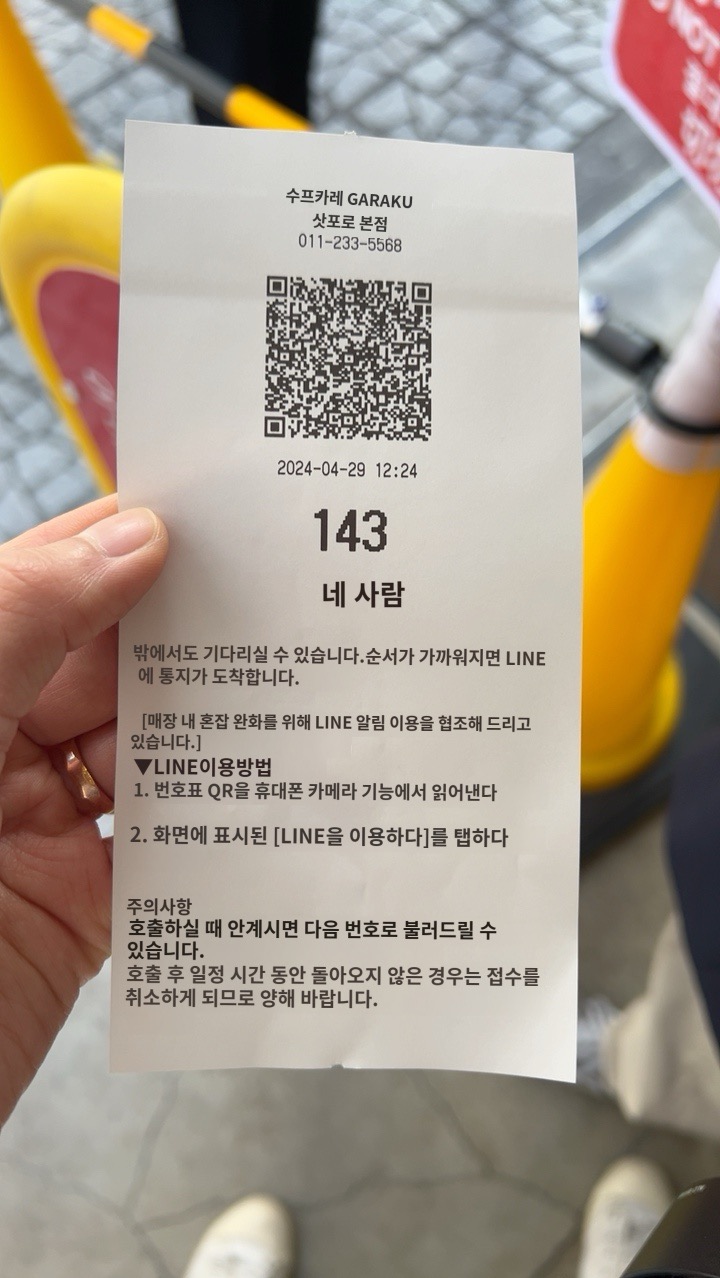 수프카레 GARAKU
삿포로 본점
011-233-5568
2024-04-29 12:24
143
네 사람
밖에서도 기다리실 수 있습니다.순서가 가까워지면 LINE
에 통지가 도착합니다.
[매장 내 혼잡 완화를 위해 LINE 알림 이용을 협조해 드리고
있습니다.]
▼LINE이용방법
1. 번호표 QR을 휴대폰 카메라 기능에서 읽어낸다
2. 화면에 표시된 [LINE을 이용하다]를 탭하다
주의사항
호출하실 때 안계시면 다음 번호로 불러드릴 수
있습니다.
호출 후 일정 시간 동안 돌아오지 않은 경우는 접수를
취소하게 되므로 양해 바랍니다.
NOT